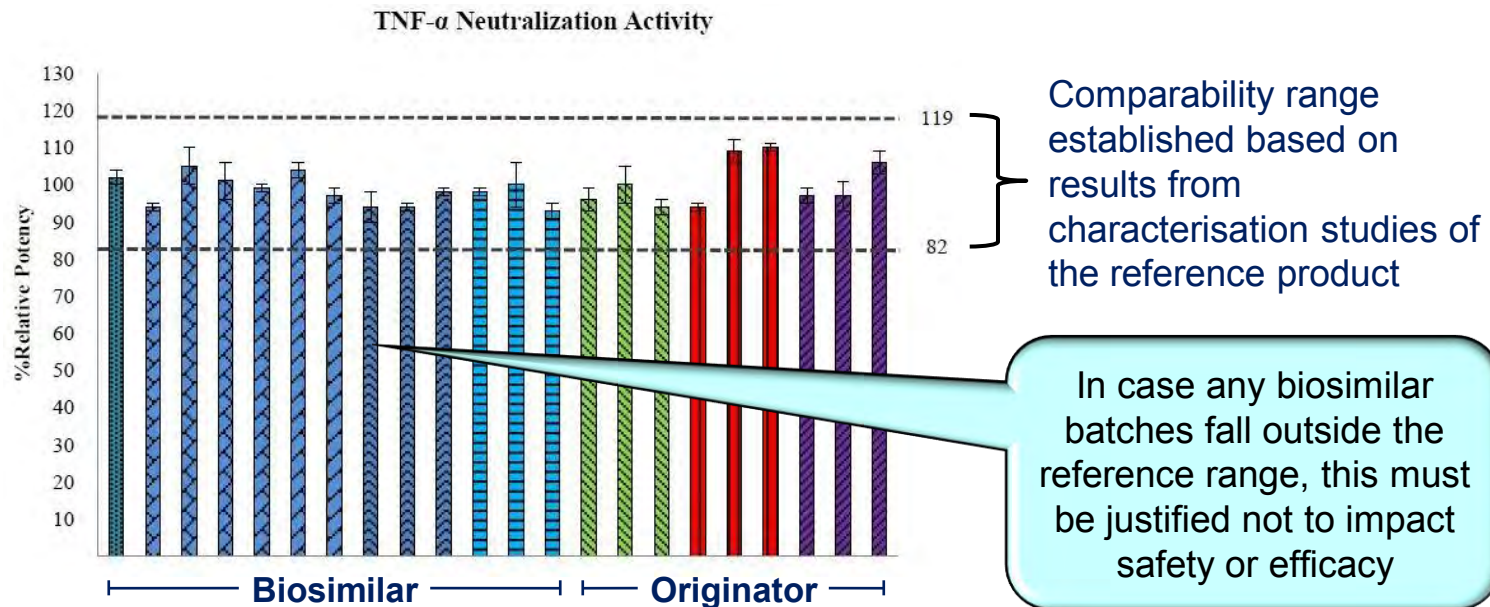 TNF-α Neutralization Activity
%Relative Potency
130
120
110
100
90
80
70
60
50
40
30
20
10
119
82
Comparability range
established based on
results from
characterisation studies of
the reference product
In case any biosimilar
batches fall outside the
reference range, this must
be justified not to impact
safety or efficacy
Biosimilar
Originator